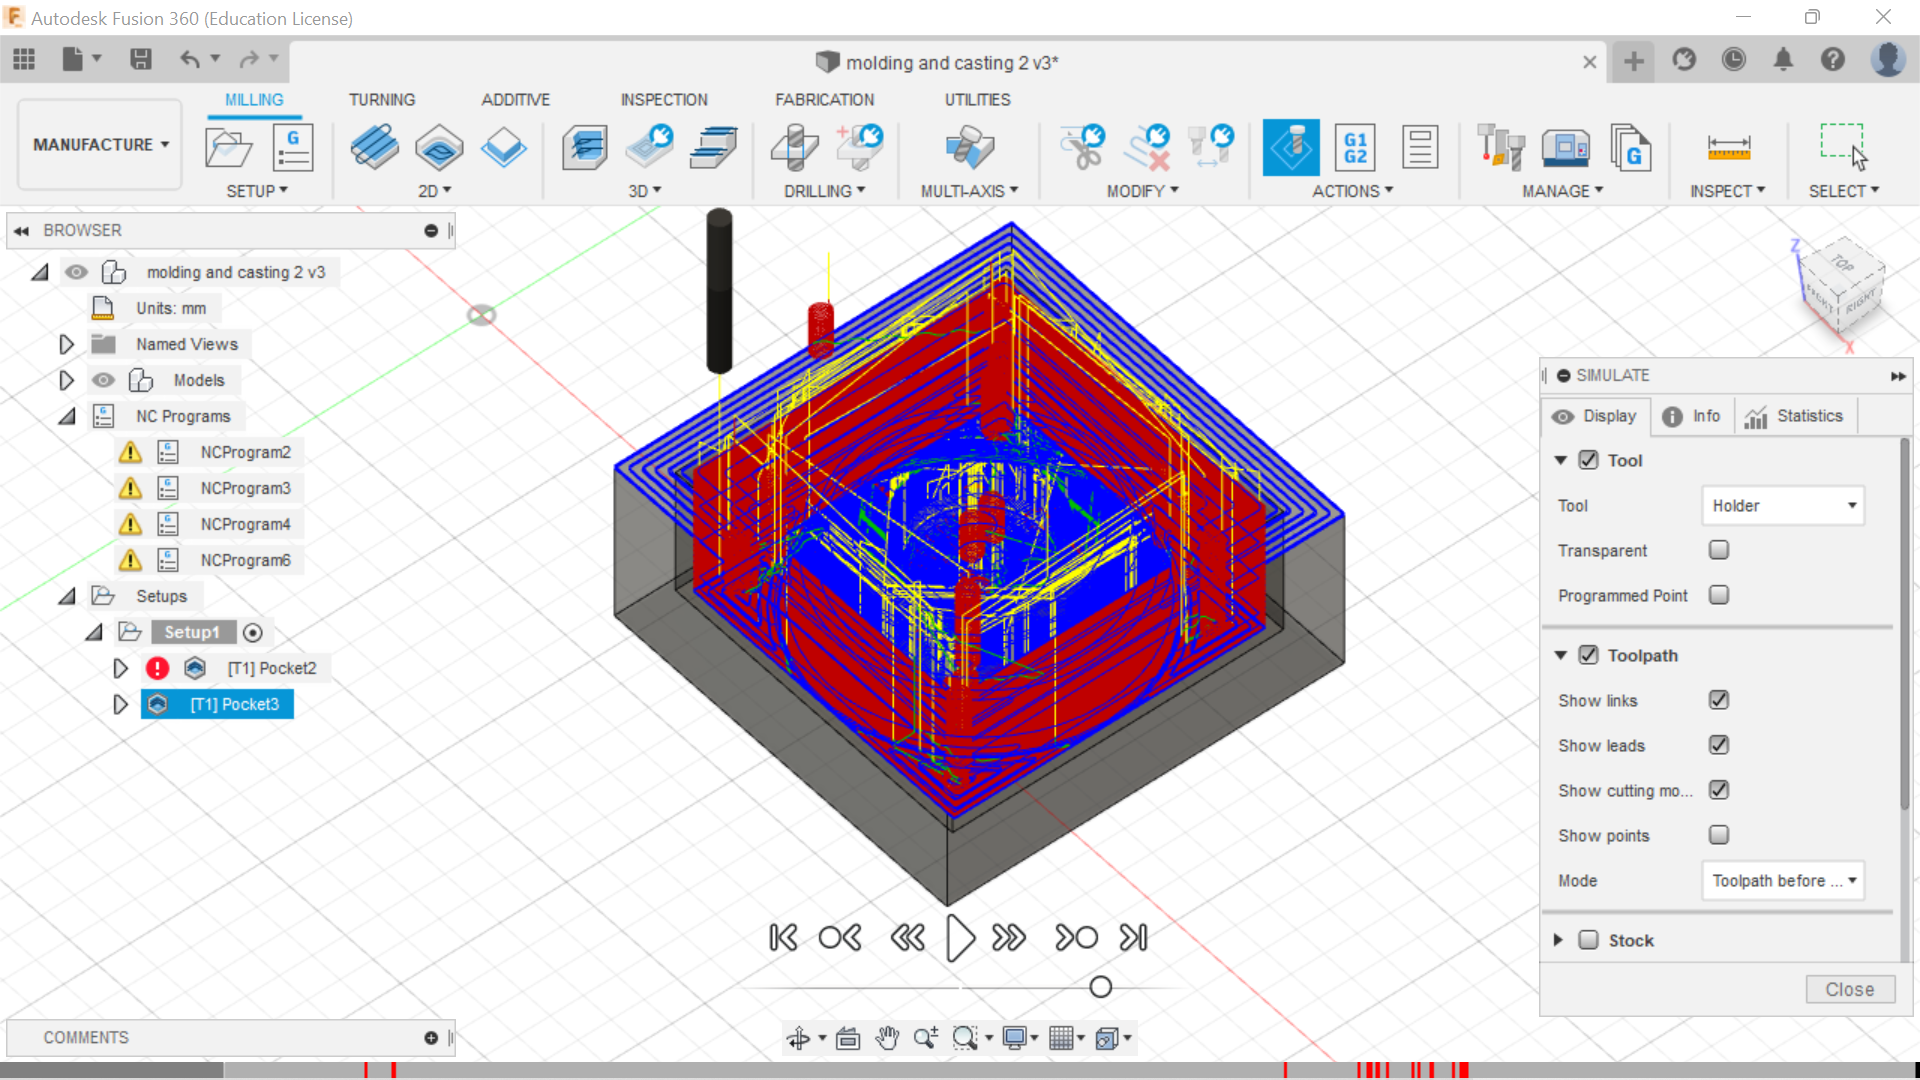 Autodesk Fusion 360 (Education License)
molding and casting 2 v3*
MILLING TURNING ADDITIVE INSPECTION FABRICATION UTILITIES
MANUFACTURE
G
G1
G2
G
SETUP 2D 3D DRILLING MULTI-AXIS MODIFY ACTIONS MANAGE INSPECT SELECT
BROWSER
molding and casting 2 v3
Units: mm
Named Views
Models
G NC Programs
G NCProgram2
G NCProgram3
G NCProgram4
G NCProgram6
Setups
Setup1
[T1] Pocket2
[T1] Pocket3
Z
TOP
FRONT
RIGHT
X
SIMULATE
Display Info Statistics
Tool
Tool Holder
Transparent
Programmed Point
Toolpath
Show links
Show leads
Show cutting mo...
Show points
Mode Toolpath before ...
Stock
Close
COMMENTS